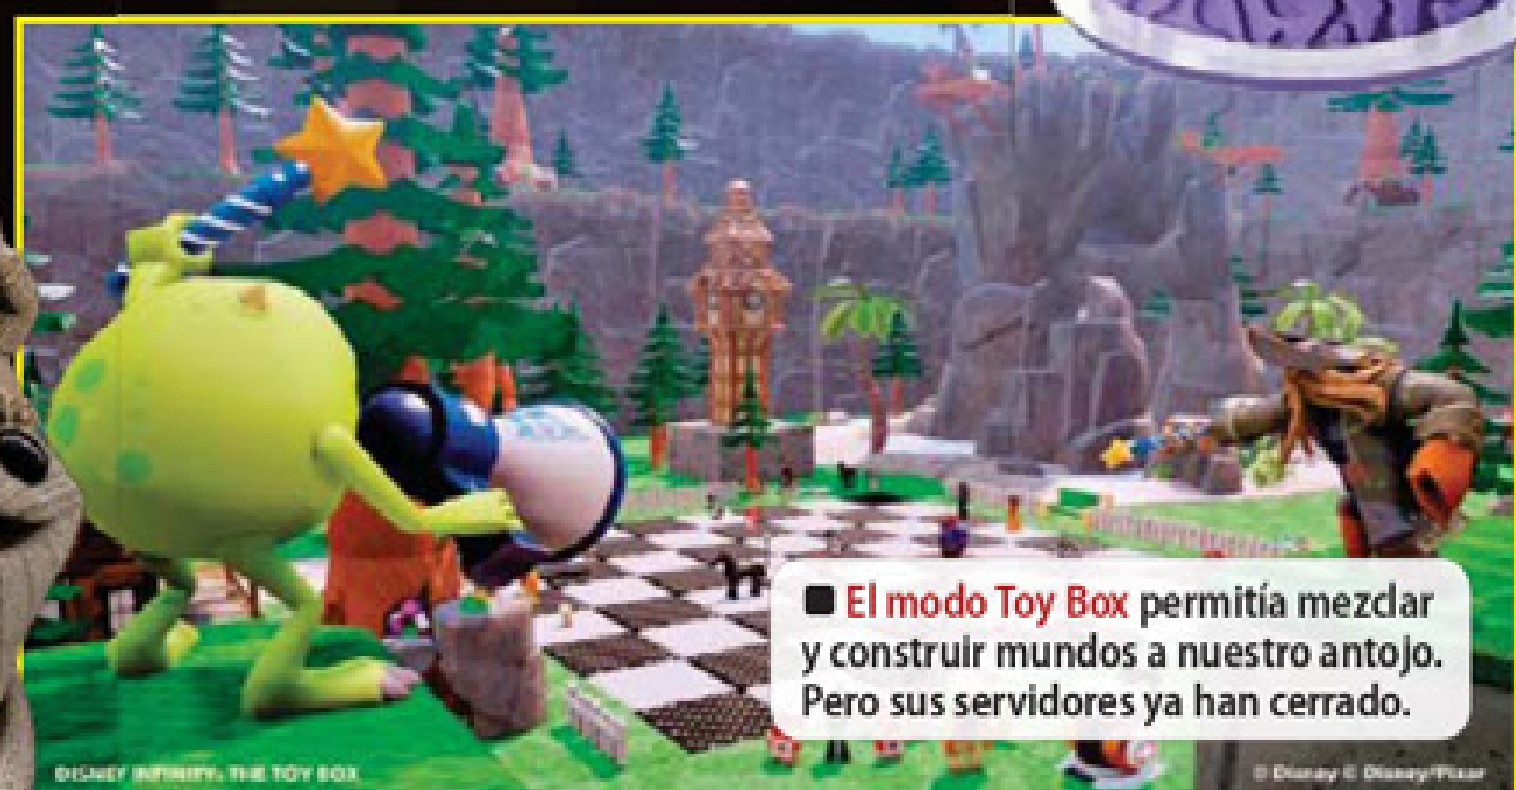 ■ El modo Toy Box permitía mezclar
y construir mundos a nuestro antojo.
Pero sus servidores ya han cerrado.
DISNEY INFINITY: THE TOY BOX
© Disney © Disney/Pixar